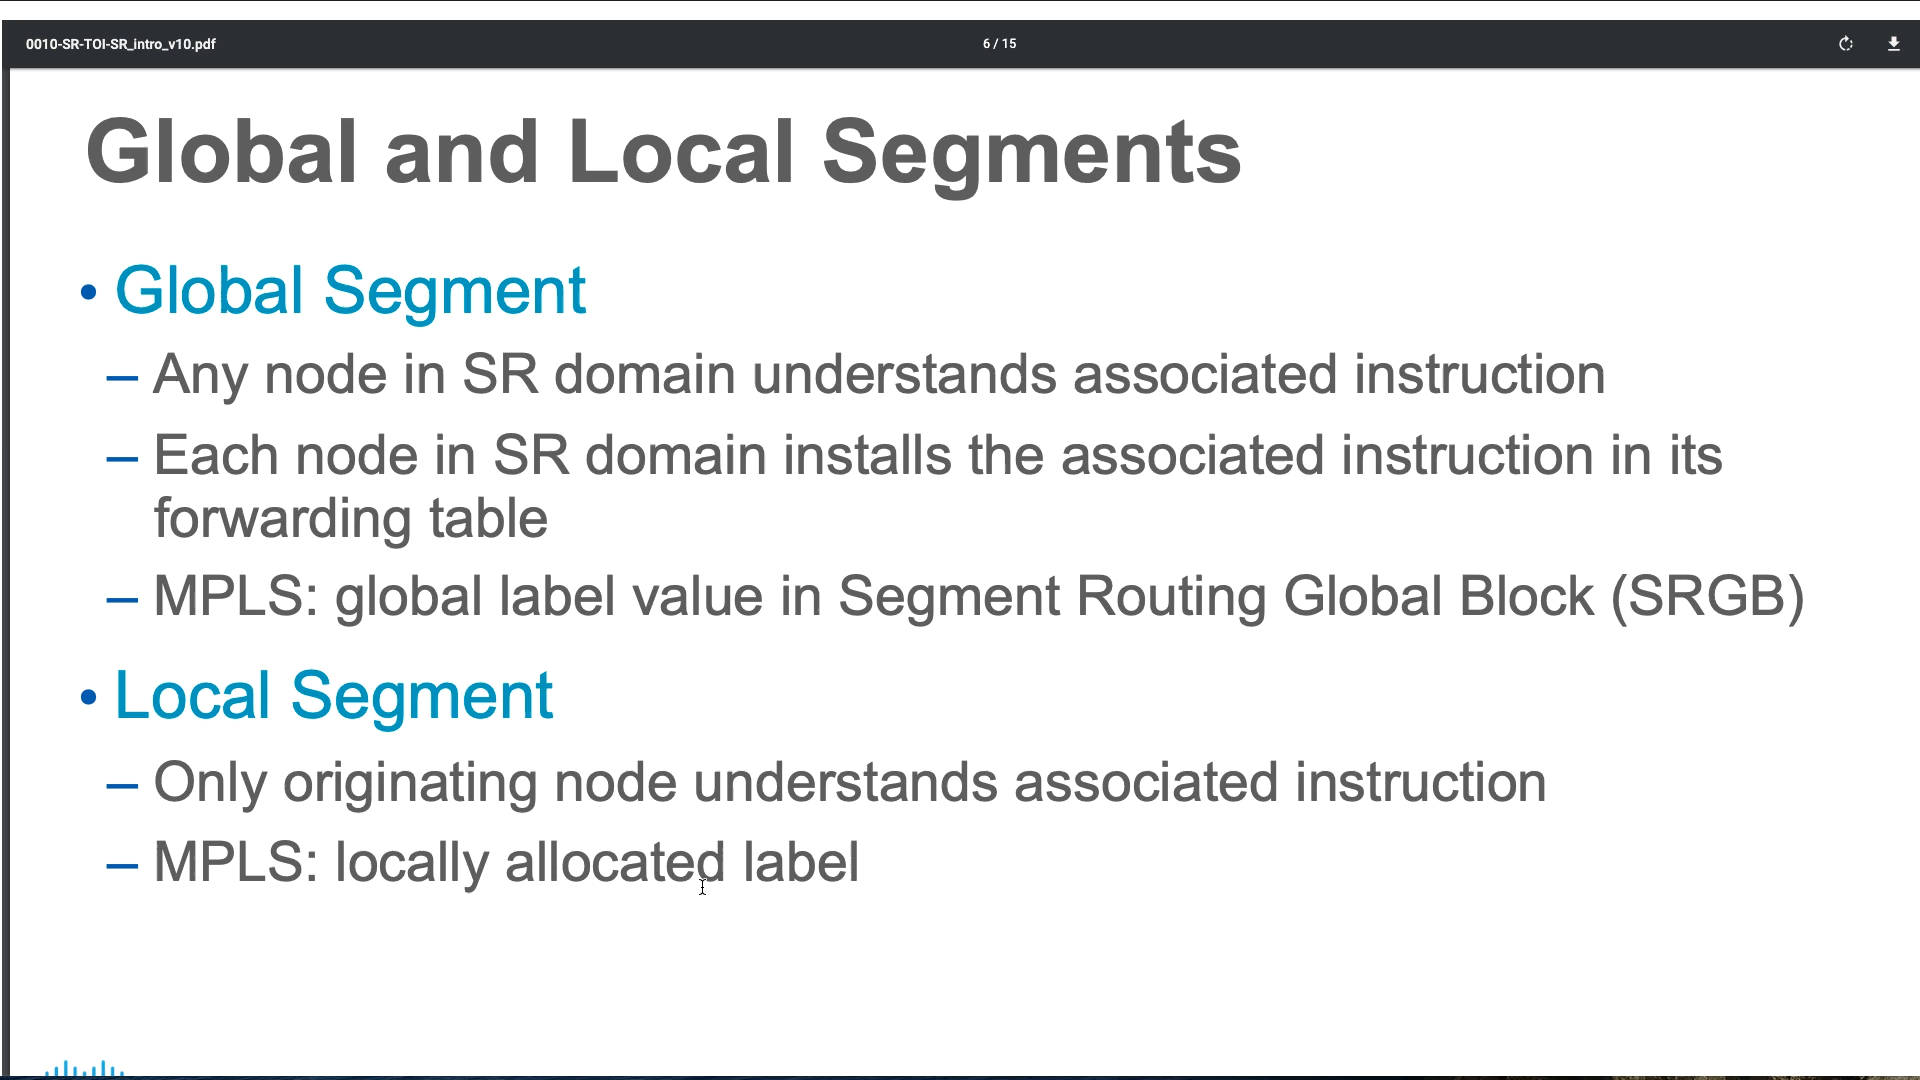 0010-SR-TOI-SR_intro_v10.pdf
6 / 15
Global and Local Segments
• Global Segment
– Any node in SR domain understands associated instruction
– Each node in SR domain installs the associated instruction in its
forwarding table
– MPLS: global label value in Segment Routing Global Block (SRGB)
• Local Segment
– Only originating node understands associated instruction
– MPLS: locally allocated label